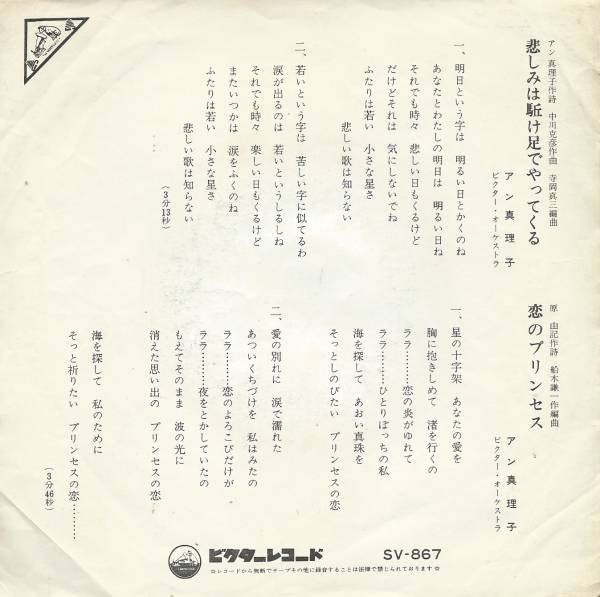 アン 真理子作詩 中川克彦作曲 寺岡真三編曲
悲しみは駈け足でやってくる
アン真理子
ビクター・オーケストラ
一、明日という字は 明るい日とかくのね
あなたとわたしの明日は 明るい日ね
それでも時々 悲しい日もくるけど
だけどそれは 気にしないでね
ふたりは若い 小さな星さ
悲しい歌は知らない
二、若いという字は 苦しい字に似てるわ
涙が出るのは 若いというしるしね
それでも時々 楽しい日もくるけど
またいつかは 涙をふくのね
ふたりは若い 小さな星さ
悲しい歌は知らない
(3分13秒)
原 由記作詩 船木謙一作編曲
恋のプリンセス
アン真理子
ビクター・オーケストラ
一、星の十字架 あなたの愛を
胸に抱きしめて 渚を行くの
ララ………恋の炎がゆれて
ララ………ひとりぼっちの私
海を探して あおい真珠を
そっとしのびたい プリンセスの恋
二、愛の別れに 涙で濡れた
あついくちづけを 私はみたの
ララ………恋のよろこびだけが
ララ………夜をとかしていたの
もえてそのまま 波の光に
消えた思い出の プリンセスの恋
海を探して 私のために
そっと祈りたい プリンセスの恋………
(3分46秒)
ビクターレコード SV-867
☆レコードから無断でテープその他に録音することは法律で禁じられております☆